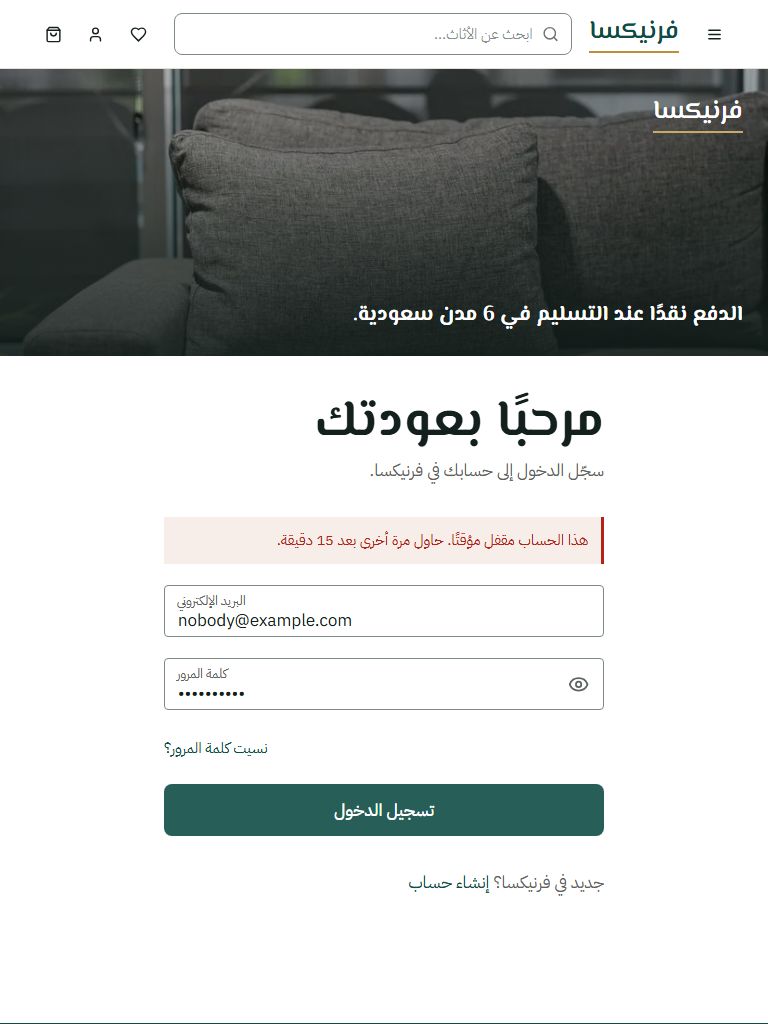 فرنيكسا
ابحث عن الأثاث...
فرنيكسا
الدفع نقدًا عند التسليم في 6 مدن سعودية.
مرحبًا بعودتك
سجّل الدخول إلى حسابك في فرنيكسا.
هذا الحساب مقفل مؤقتًا. حاول مرة أخرى بعد 15 دقيقة.
البريد الإلكتروني
nobody@example.com
كلمة المرور
••••••••••
نسيت كلمة المرور؟
تسجيل الدخول
جديد في فرنيكسا؟ إنشاء حساب